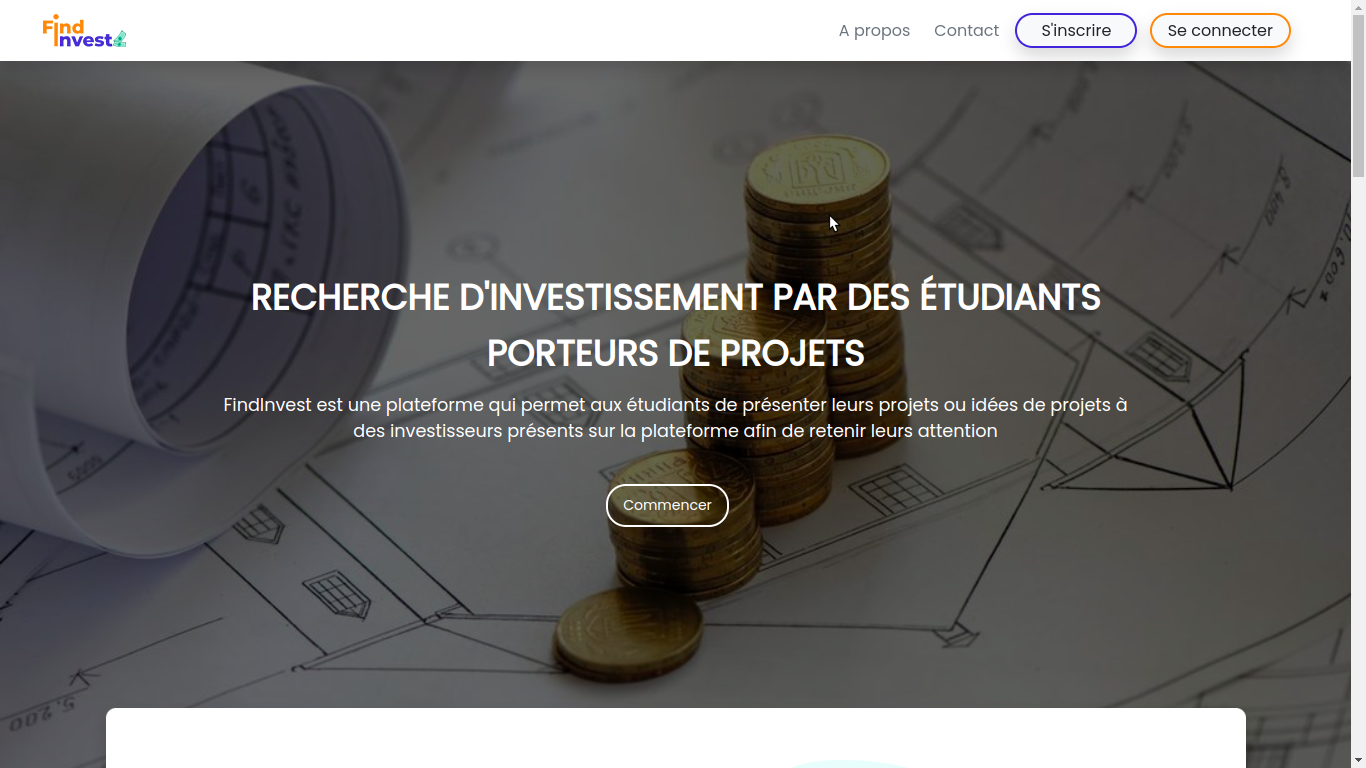 Find
Invest
A propos
Contact
S'inscrire
Se connecter
RECHERCHE D'INVESTISSEMENT PAR DES ÉTUDIANTS
PORTEURS DE PROJETS
FindInvest est une plateforme qui permet aux étudiants de présenter leurs projets ou idées de projets à
des investisseurs présents sur la plateforme afin de retenir leurs attention
Commencer
5,200